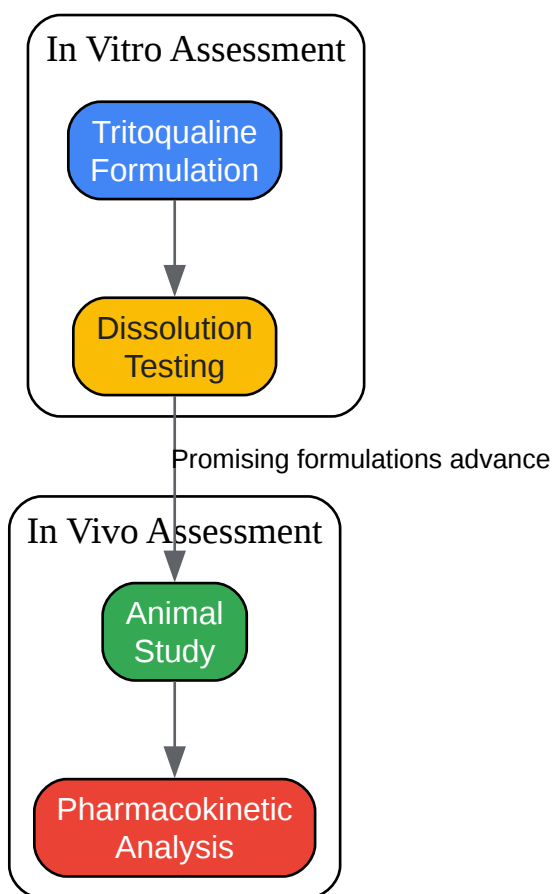 In Vitro Assessment
Tritoqualine
Formulation
Dissolution
Testing
Promising formulations advance
In Vivo Assessment
Animal
Study
Pharmacokinetic
Analysis